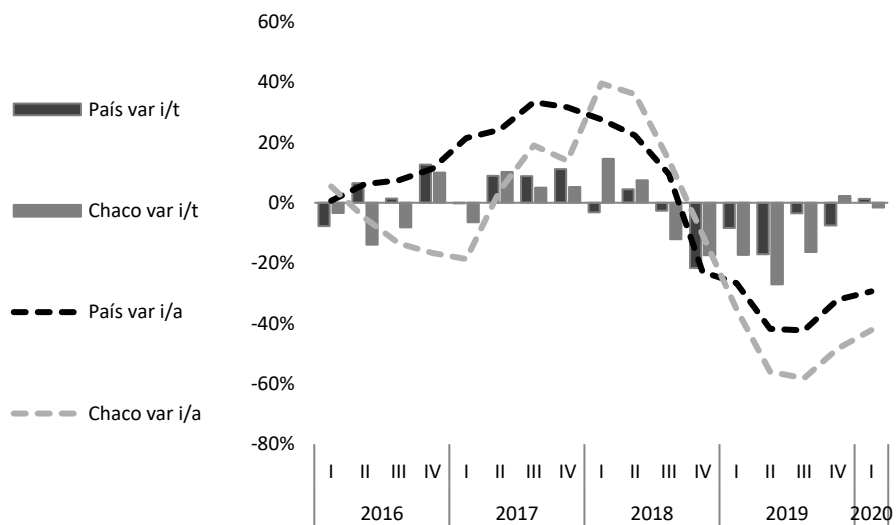 60%
40%
20%
0%
-20%
-40%
-60%
-80%
País var i/t
Chaco var i/t
País var i/a
Chaco var i/a
I II III IV I II III IV I II III IV I II III IV I
2016 2017 2018 2019 2020